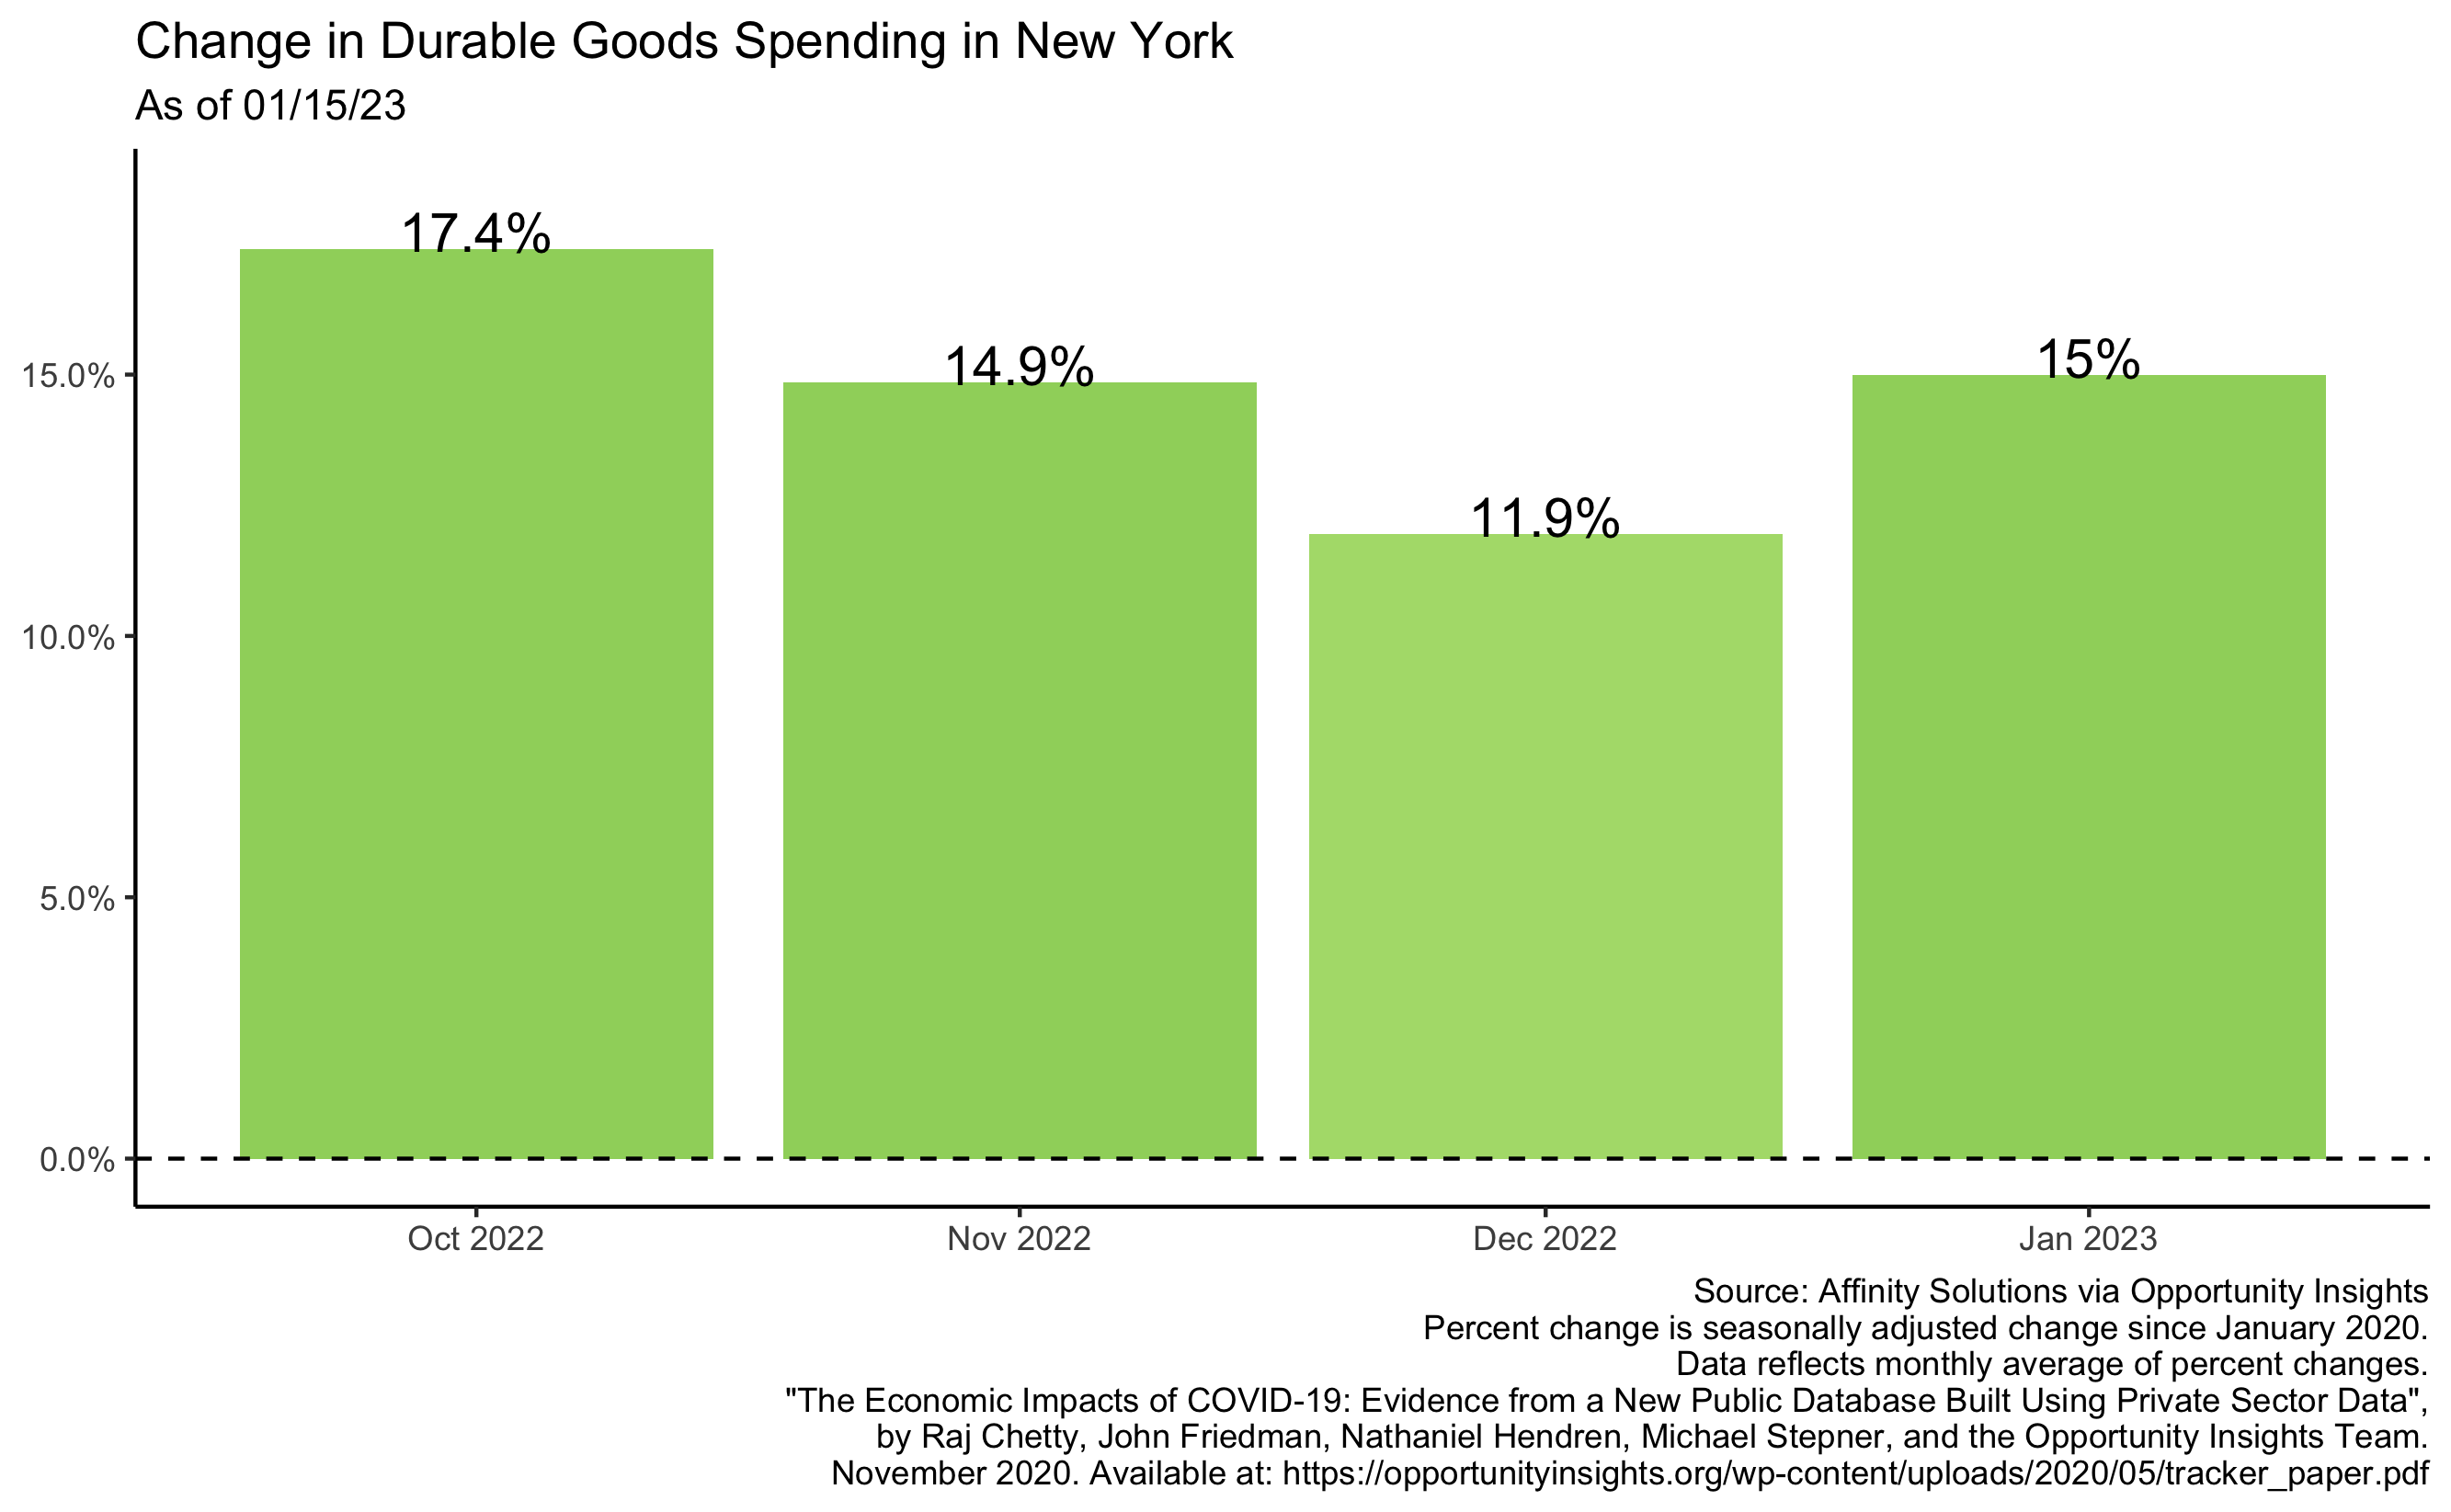 Change in Durable Goods Spending in New York
As of 01/15/23
17.4%
14.9%
11.9%
15%
15.0%
10.0%
5.0%
0.0%
Oct 2022
Nov 2022
Dec 2022
Jan 2023
Source: Affinity Solutions via Opportunity Insights
Percent change is seasonally adjusted change since January 2020.
Data reflects monthly average of percent changes.
"The Economic Impacts of COVID-19: Evidence from a New Public Database Built Using Private Sector Data",
by Raj Chetty, John Friedman, Nathaniel Hendren, Michael Stepner, and the Opportunity Insights Team.
November 2020. Available at: https://opportunityinsights.org/wp-content/uploads/2020/05/tracker_paper.pdf